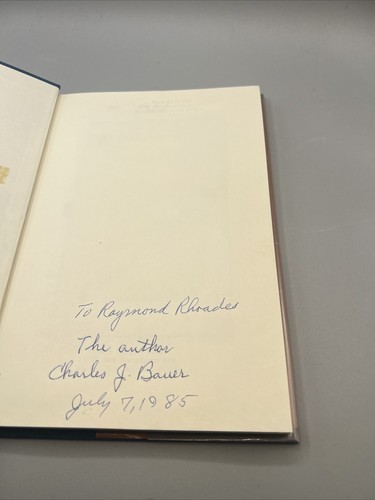 To Raymond Rhoades
The author
Charles J. Bauer
July 7, 1985